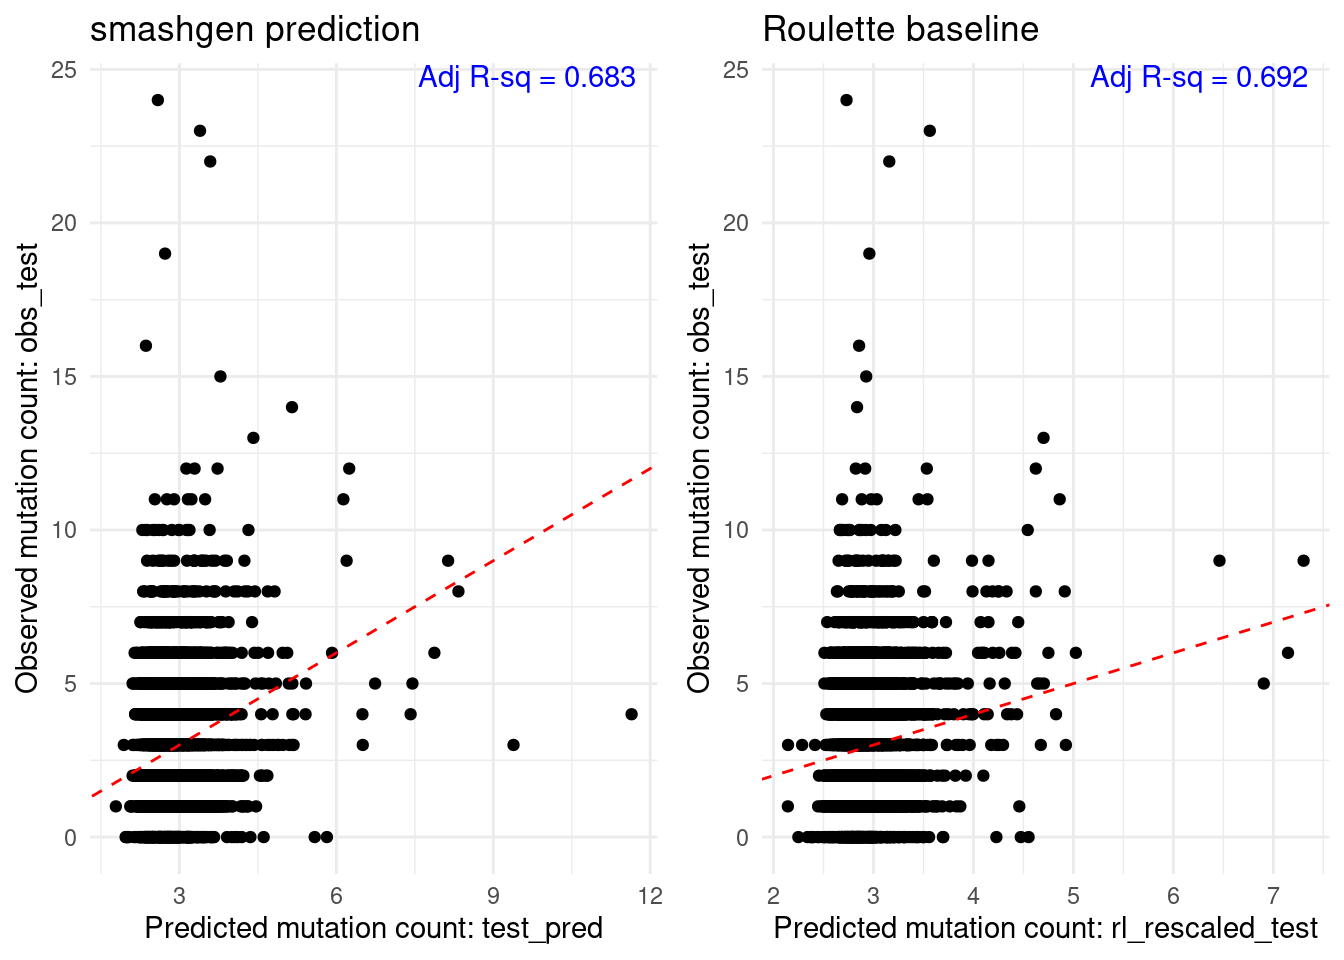 smashgen prediction
Adj R-sq = 0.683
25
20
15
10
5
0
3
6
9
12
Predicted mutation count: test_pred
Observed mutation count: obs_test
Roulette baseline
Adj R-sq = 0.692
25
20
15
10
5
0
2
3
4
5
6
7
Predicted mutation count: rl_rescaled_test
Observed mutation count: obs_test